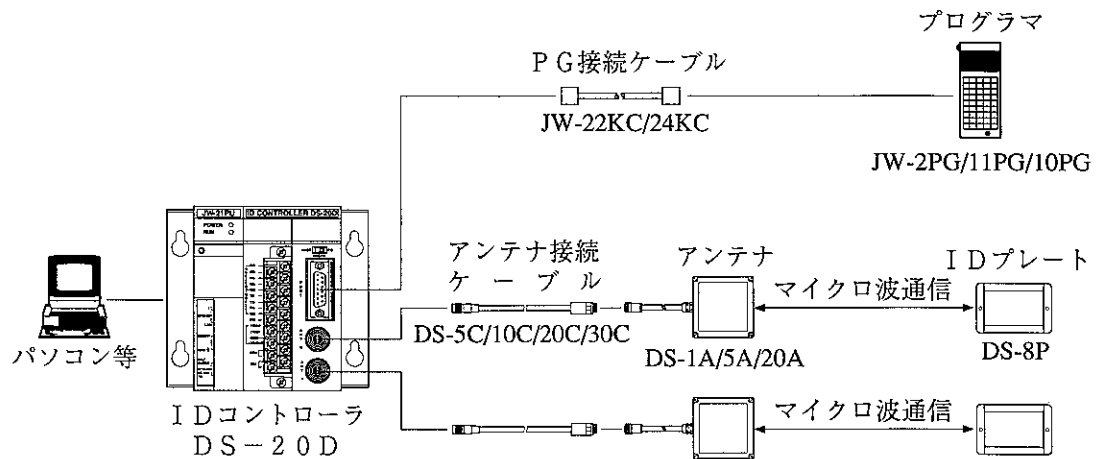 プログラマ
PG接続ケーブル
JW-22KC/24KC
JW-2PG/11PG/10PG
JW-21PU
ID CONTROLLER DS-20D
POWER
RUN
アンテナ接続
ケーブル
アンテナ
IDプレート
マイクロ波通信
パソコン等
DS-5C/10C/20C/30C
DS-1A/5A/20A
DS-8P
IDコントローラ
DS-20D
マイクロ波通信